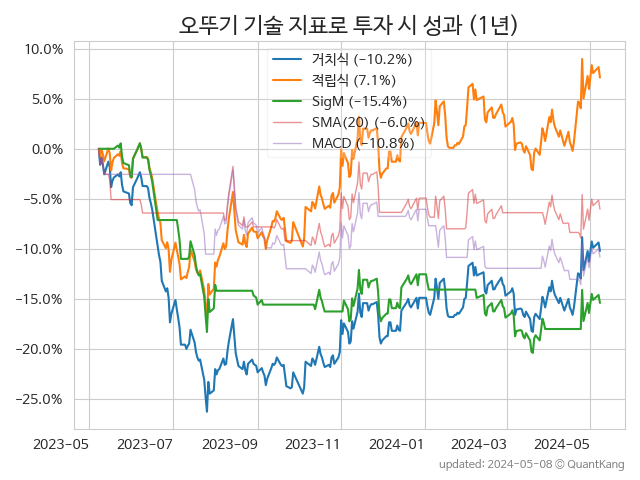 오뚜기 기술 지표로 투자 시 성과 (1년)
10.0%
5.0%
0.0%
−5.0%
−10.0%
−15.0%
−20.0%
−25.0%
거치식 (−10.2%)
적립식 (7.1%)
SigM (−15.4%)
SMA(20) (−6.0%)
MACD (−10.8%)
2023-05
2023-07
2023-09
2023-11
2024-01
2024-03
2024-05
updated: 2024-05-08 ⓒ QuantKang